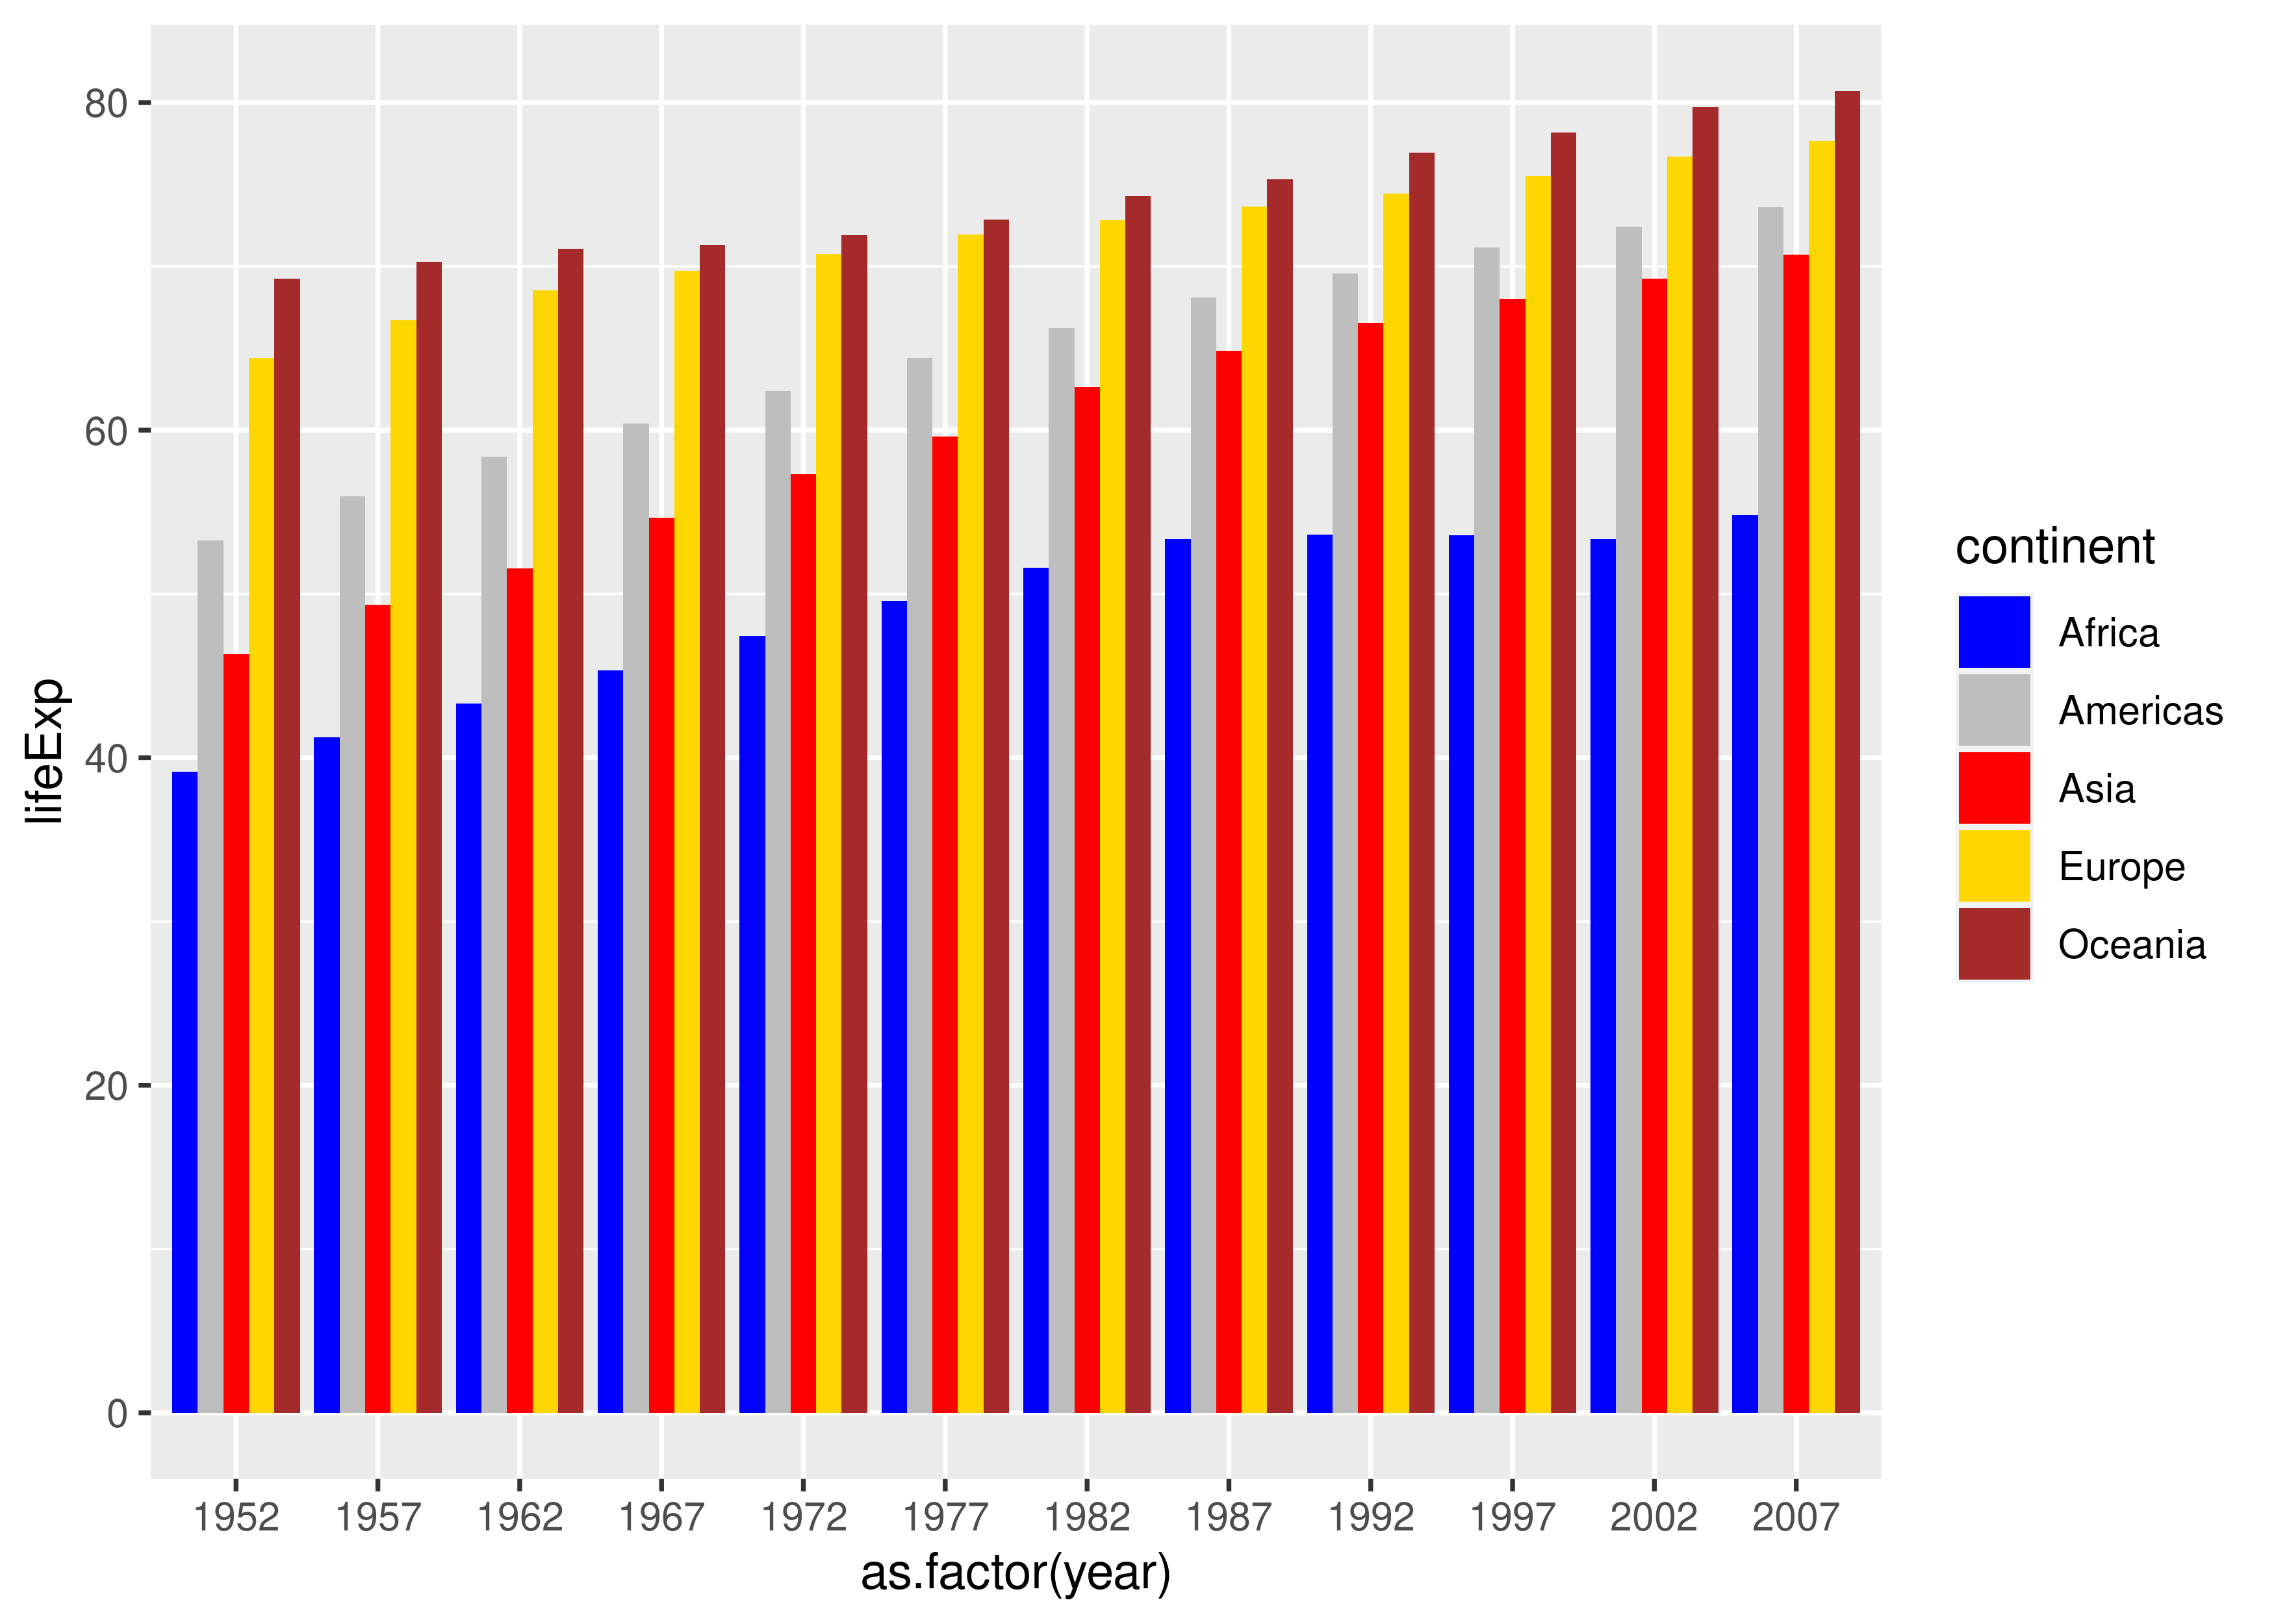 lifeExp
80
60
40
20
0
1952 1957 1962 1967 1972 1977 1982 1987 1992 1997 2002 2007
as.factor(year)
continent
Africa
Americas
Asia
Europe
Oceania